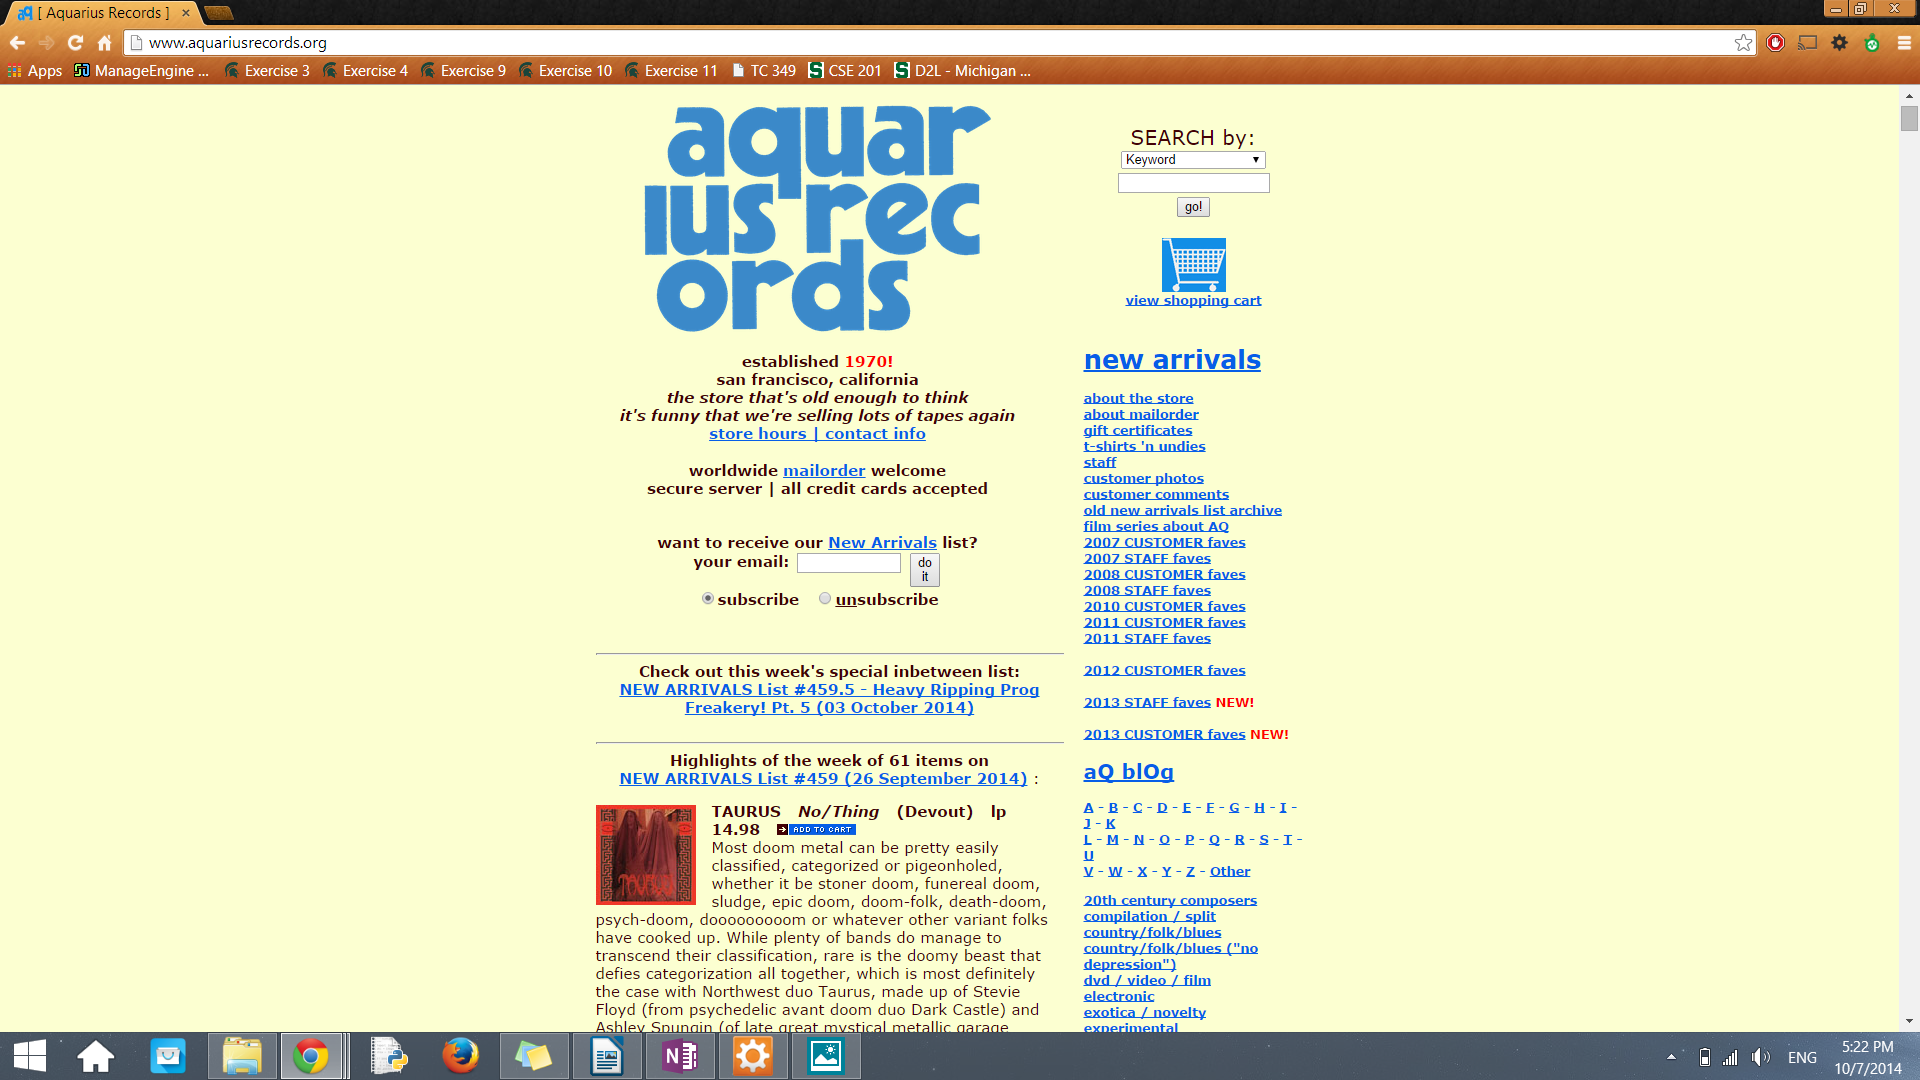 [ Aquarius Records ]
www.aquariusrecords.org
Apps ManageEngine ... Exercise 3 Exercise 4 Exercise 9 Exercise 10 Exercise 11 TC 349 CSE 201 D2L - Michigan ...
aquar
ius rec
ords
established 1970!
san francisco, california
the store that's old enough to think
it's funny that we're selling lots of tapes again
store hours | contact info
worldwide mailorder welcome
secure server | all credit cards accepted
want to receive our New Arrivals list?
your email: do it
subscribe unsubscribe
Check out this week's special inbetween list:
NEW ARRIVALS List #459.5 - Heavy Ripping Prog
Freakery! Pt. 5 (03 October 2014)
Highlights of the week of 61 items on
NEW ARRIVALS List #459 (26 September 2014) :
TAURUS No/Thing (Devout) lp
14.98 ADD TO CART
Most doom metal can be pretty easily
classified, categorized or pigeonholed,
whether it be stoner doom, funereal doom,
sludge, epic doom, doom-folk, death-doom,
psych-doom, dooooooooom or whatever other variant folks
have cooked up. While plenty of bands do manage to
transcend their classification, rare is the doomy beast that
defies categorization all together, which is most definitely
the case with Northwest duo Taurus, made up of Stevie
Floyd (from psychedelic avant doom duo Dark Castle) and
Ashley Spungin (of late great mystical metallic garage
SEARCH by:
Keyword
go!
view shopping cart
new arrivals
about the store
about mailorder
gift certificates
t-shirts 'n undies
staff
customer photos
customer comments
old new arrivals list archive
film series about AQ
2007 CUSTOMER faves
2007 STAFF faves
2008 CUSTOMER faves
2008 STAFF faves
2010 CUSTOMER faves
2011 CUSTOMER faves
2011 STAFF faves
2012 CUSTOMER faves
2013 STAFF faves NEW!
2013 CUSTOMER faves NEW!
aQ blOg
A - B - C - D - E - F - G - H - I -
J - K
L - M - N - O - P - Q - R - S - T -
U
V - W - X - Y - Z - Other
20th century composers
compilation / split
country/folk/blues
country/folk/blues ("no
depression")
dvd / video / film
electronic
exotica / novelty
experimental
ENG
5:22 PM
10/7/2014